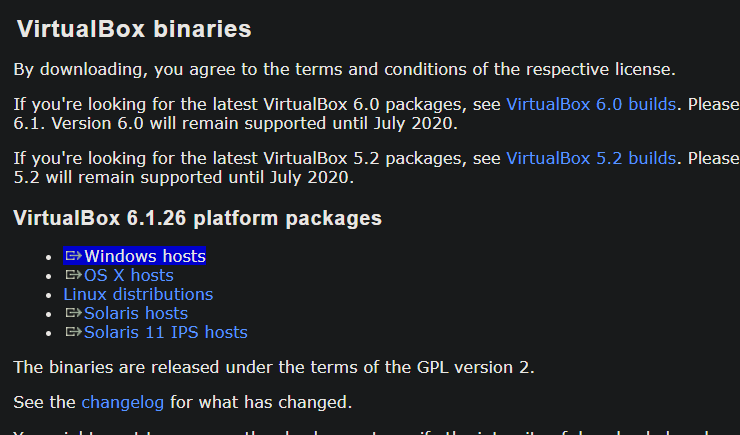 VirtualBox binaries
By downloading, you agree to the terms and conditions of the respective license.
If you're looking for the latest VirtualBox 6.0 packages, see VirtualBox 6.0 builds. Please
6.1. Version 6.0 will remain supported until July 2020.
If you're looking for the latest VirtualBox 5.2 packages, see VirtualBox 5.2 builds. Please
5.2 will remain supported until July 2020.
VirtualBox 6.1.26 platform packages
Windows hosts
OS X hosts
Linux distributions
Solaris hosts
Solaris 11 IPS hosts
The binaries are released under the terms of the GPL version 2.
See the changelog for what has changed.